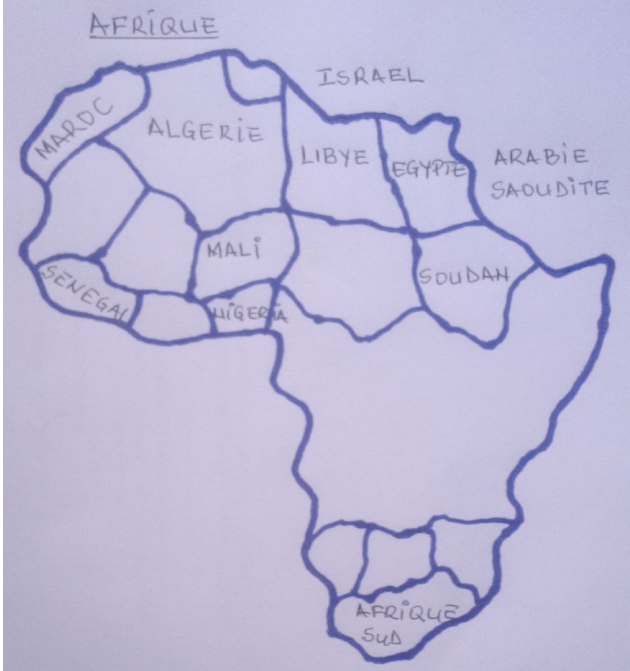 AFRIQUE
ISRAEL
MAROC
ALGERIE
LIBYE
EGYPTE
ARABIE
SAOUDITE
MALI
SOUDAN
SENEGAL
NIGERIA
AFRIQUE
SUD